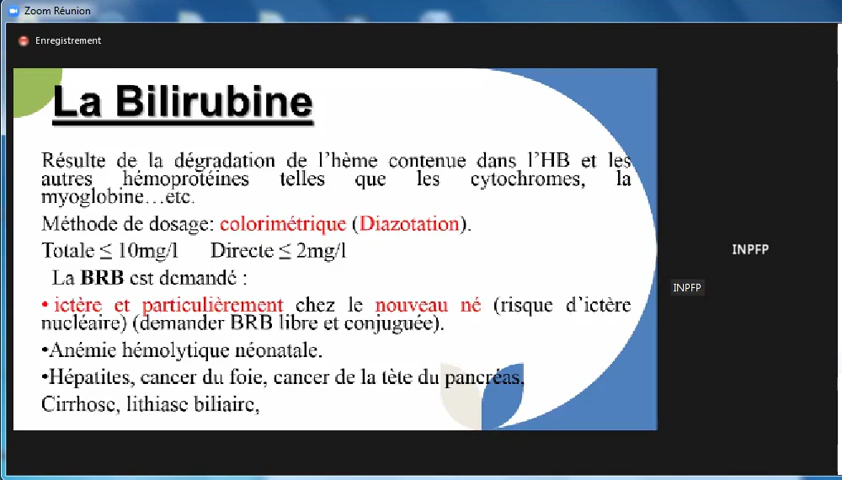 Zoom Réunion
Enregistrement
La Bilirubine
Résulte de la dégradation de l’hème contenue dans l’HB et les
autres hémoprotéines telles que les cytochromes, la
myoglobine…etc.
Méthode de dosage: colorimétrique (Diazotation).
Totale ≤ 10mg/l Directe ≤ 2mg/l
La BRB est demandé :
• ictère et particulièrement chez le nouveau né (risque d’ictère
nucléaire) (demander BRB libre et conjuguée).
•Anémie hémolytique néonatale.
•Hépatites, cancer du foie, cancer de la tête du pancréas,
Cirrhose, lithiase biliaire,
INPFP
INPFP